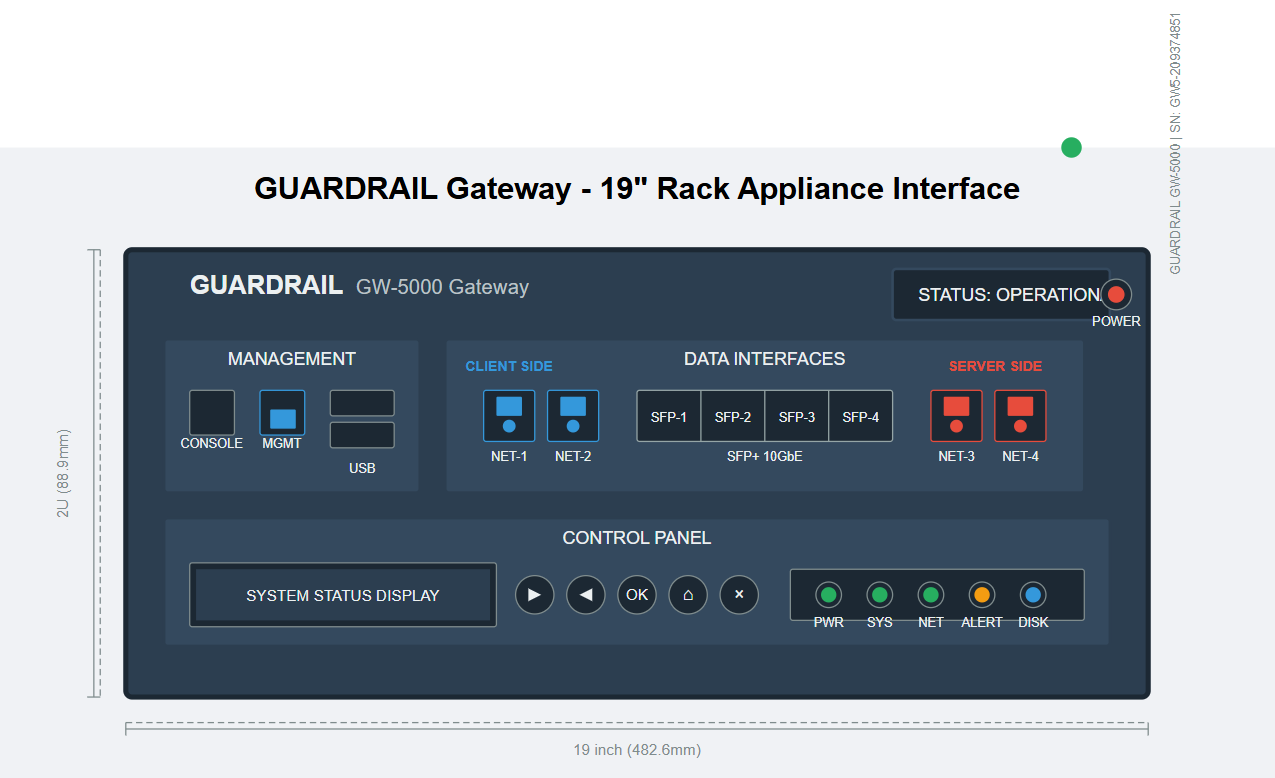 GUARDRAIL GW-5000 | SN: GW5-209374851
GUARDRAIL Gateway - 19" Rack Appliance Interface
GUARDRAIL GW-5000 Gateway
STATUS: OPERATION
POWER
MANAGEMENT
CONSOLE
MGMT
USB
DATA INTERFACES
CLIENT SIDE
SERVER SIDE
NET-1
NET-2
SFP-1
SFP-2
SFP-3
SFP-4
SFP+ 10GbE
NET-3
NET-4
CONTROL PANEL
SYSTEM STATUS DISPLAY
▶ ◀ OK ⌂ ×
PWR
SYS
NET
ALERT
DISK
2U (88.9mm)
19 inch (482.6mm)